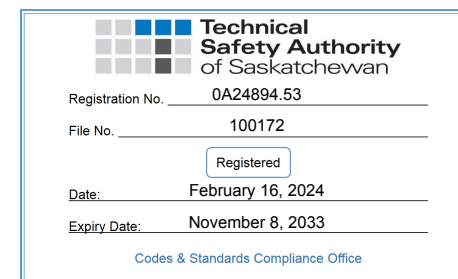 Technical
Safety Authority
of Saskatchewan
Registration No. 0A24894.53
File No. 100172
Registered
Date: February 16, 2024
Expiry Date: November 8, 2033
Codes & Standards Compliance Office